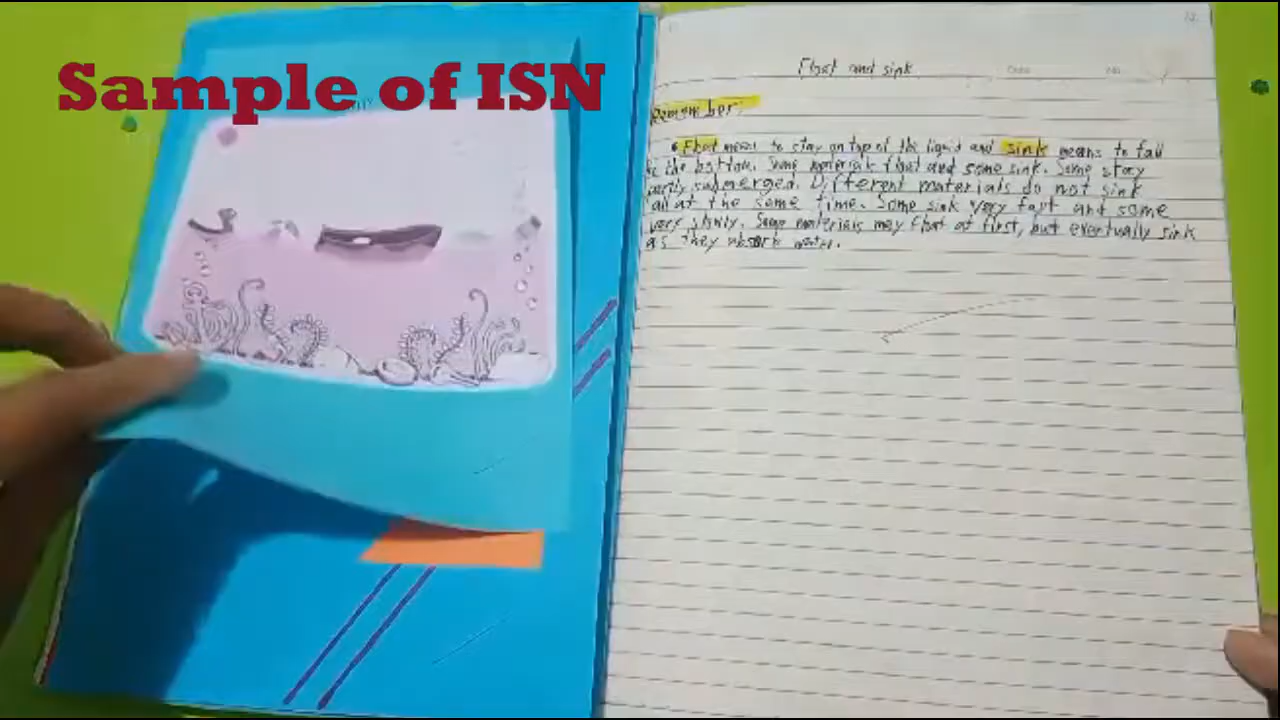 Sample of ISN
Float and sink
Date
No.
Remember:
Float means to stay on top of the liquid and sink means to fall
to the bottom. Some materials float and some sink. Some stay
partly submerged. Different materials do not sink
all at the same time. Some sink very fast and some
very slowly. Some materials may float at first, but eventually sink
as they absorb water.